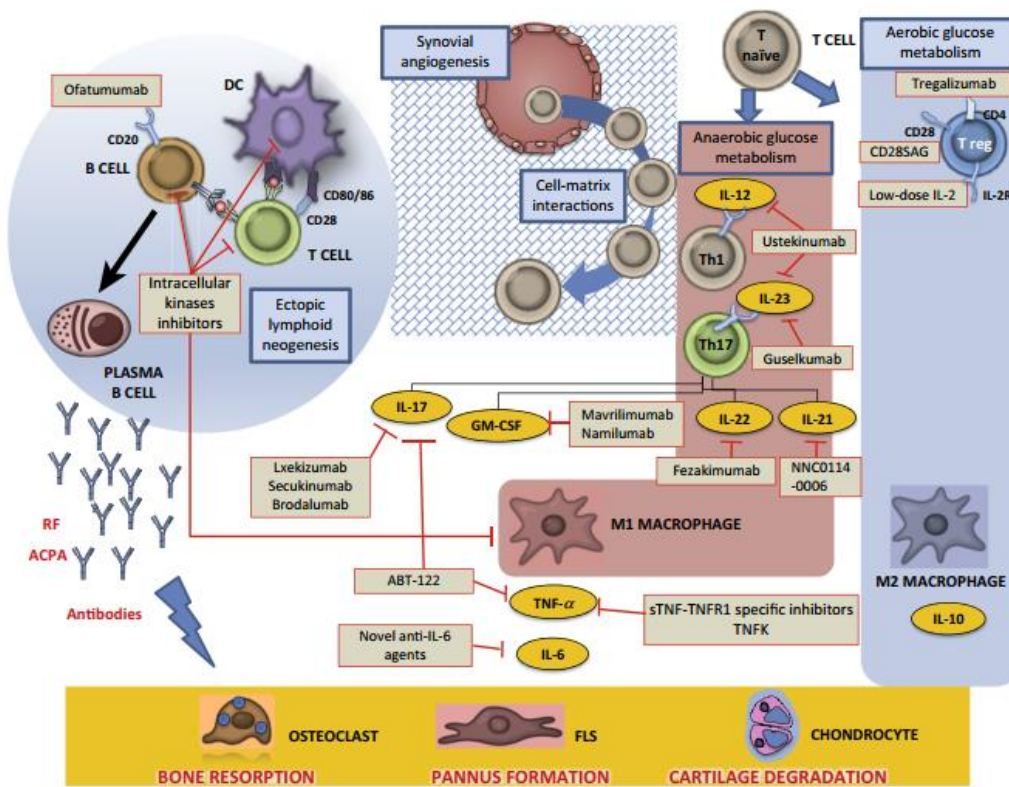 Ofatumumab
CD20
B CELL
DC
CD80/86
CD28
T CELL
Intracellular
kinases
inhibitors
Ectopic
lymphoid
neogenesis
PLASMA
B CELL
RF
ACPA
Antibodies
Synovial
angiogenesis
Cell-matrix
interactions
T
naïve
T CELL
Anaerobic glucose
metabolism
IL-12
Th1
Ustekinumab
IL-23
Th17
Guselkumab
IL-17
GM-CSF
Mavrilimumab
Namilumab
IL-22
IL-21
Lxekizumab
Secukinumab
Brodalumab
Fezakimumab
NNC0114
-0006
M1 MACROPHAGE
ABT-122
TNF-α
sTNF-TNFR1 specific inhibitors
TNFK
Novel anti-IL-6
agents
IL-6
Aerobic glucose
metabolism
Tregalizumab
CD4
CD28
T reg
CD28SAG
Low-dose IL-2
IL-2R
M2 MACROPHAGE
IL-10
OSTEOCLAST
FLS
CHONDROCYTE
BONE RESORPTION
PANNUS FORMATION
CARTILAGE DEGRADATION